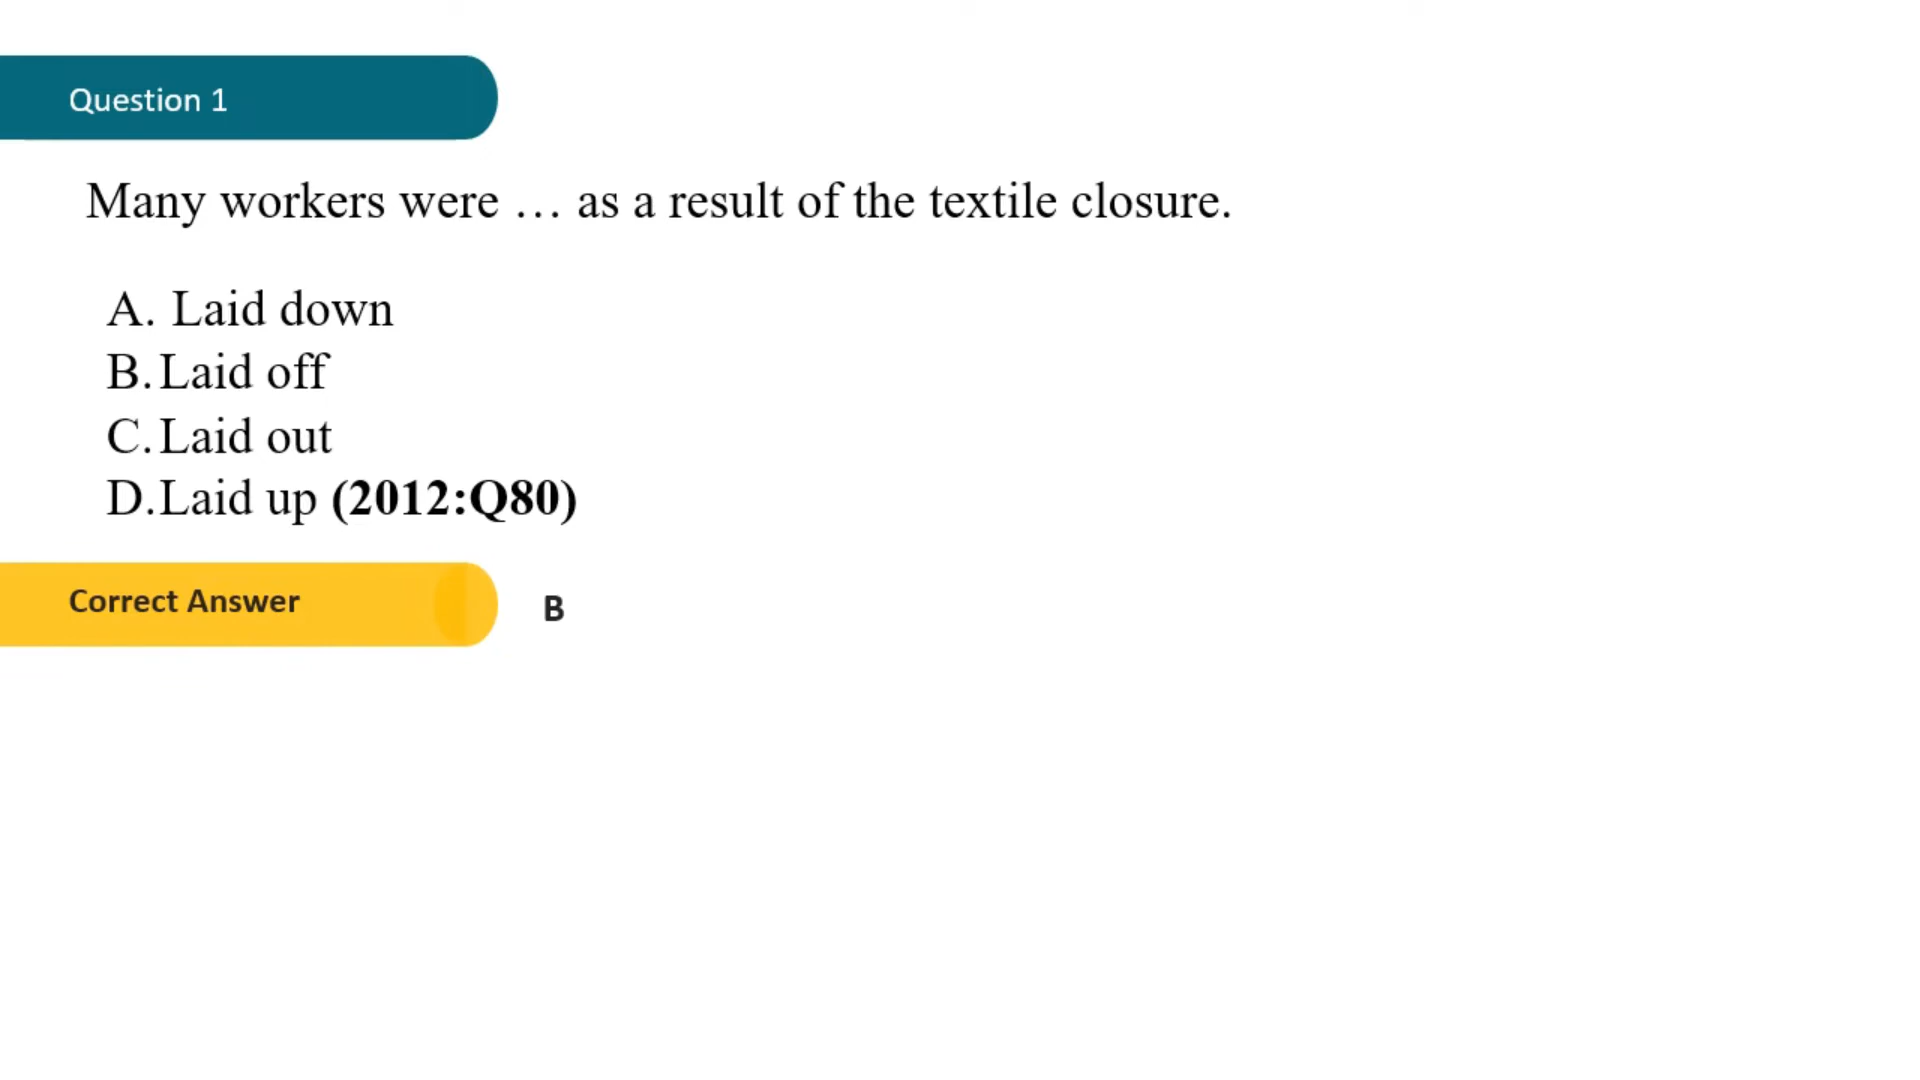 Question 1
Many workers were … as a result of the textile closure.
A. Laid down
B. Laid off
C. Laid out
D. Laid up (2012:Q80)
Correct Answer
B